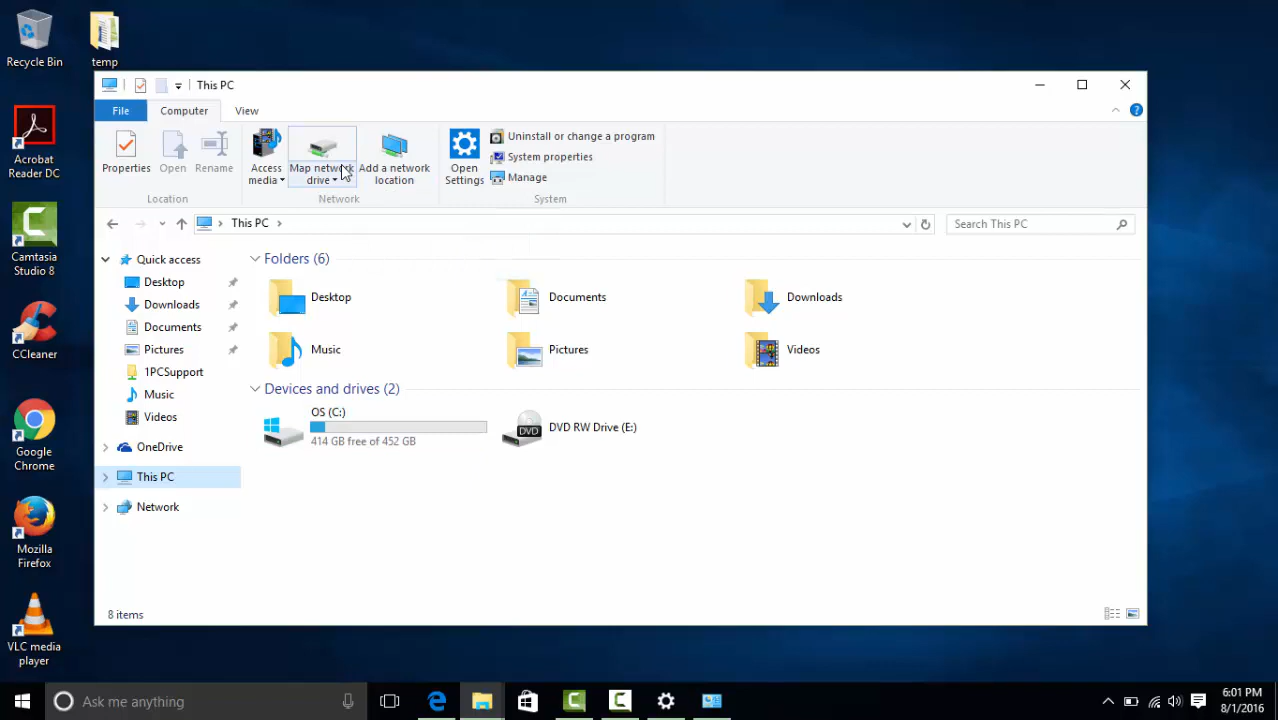 Recycle Bin
temp
Acrobat
Reader DC
Camtasia
Studio 8
CCleaner
Google
Chrome
Mozilla
Firefox
VLC media
player
This PC
File Computer View
Properties
Open
Rename
Location
Access
media
Map network
drive
Add a network
location
Network
Open
Settings
Uninstall or change a program
System properties
Manage
System
This PC
Search This PC
Quick access
Desktop
Downloads
Documents
Pictures
1PCSupport
Music
Videos
OneDrive
This PC
Network
Folders (6)
Desktop
Documents
Downloads
Music
Pictures
Videos
Devices and drives (2)
OS (C:)
414 GB free of 452 GB
DVD
DVD RW Drive (E:)
8 items
Ask me anything
6:01 PM
8/1/2016